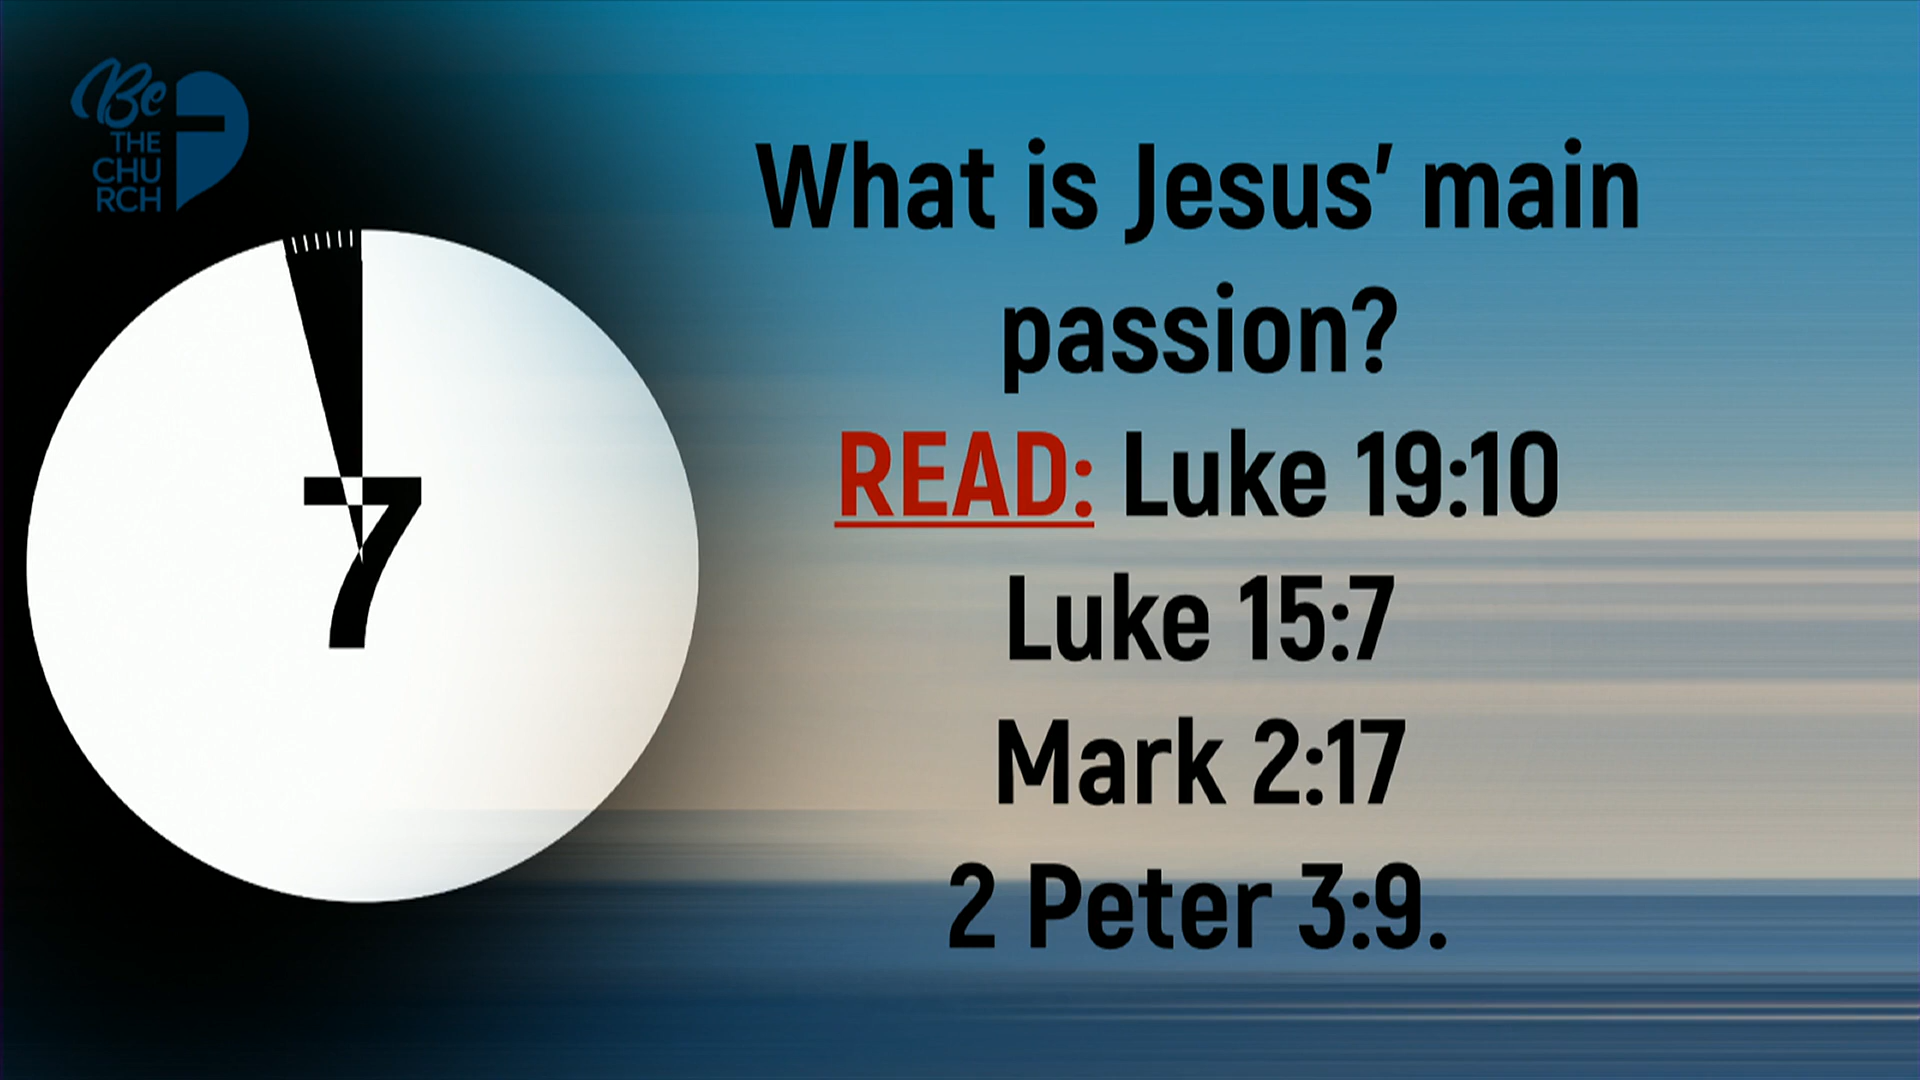 Be
THE
CHU
RCH
7
What is Jesus’ main
passion?
READ: Luke 19:10
Luke 15:7
Mark 2:17
2 Peter 3:9.